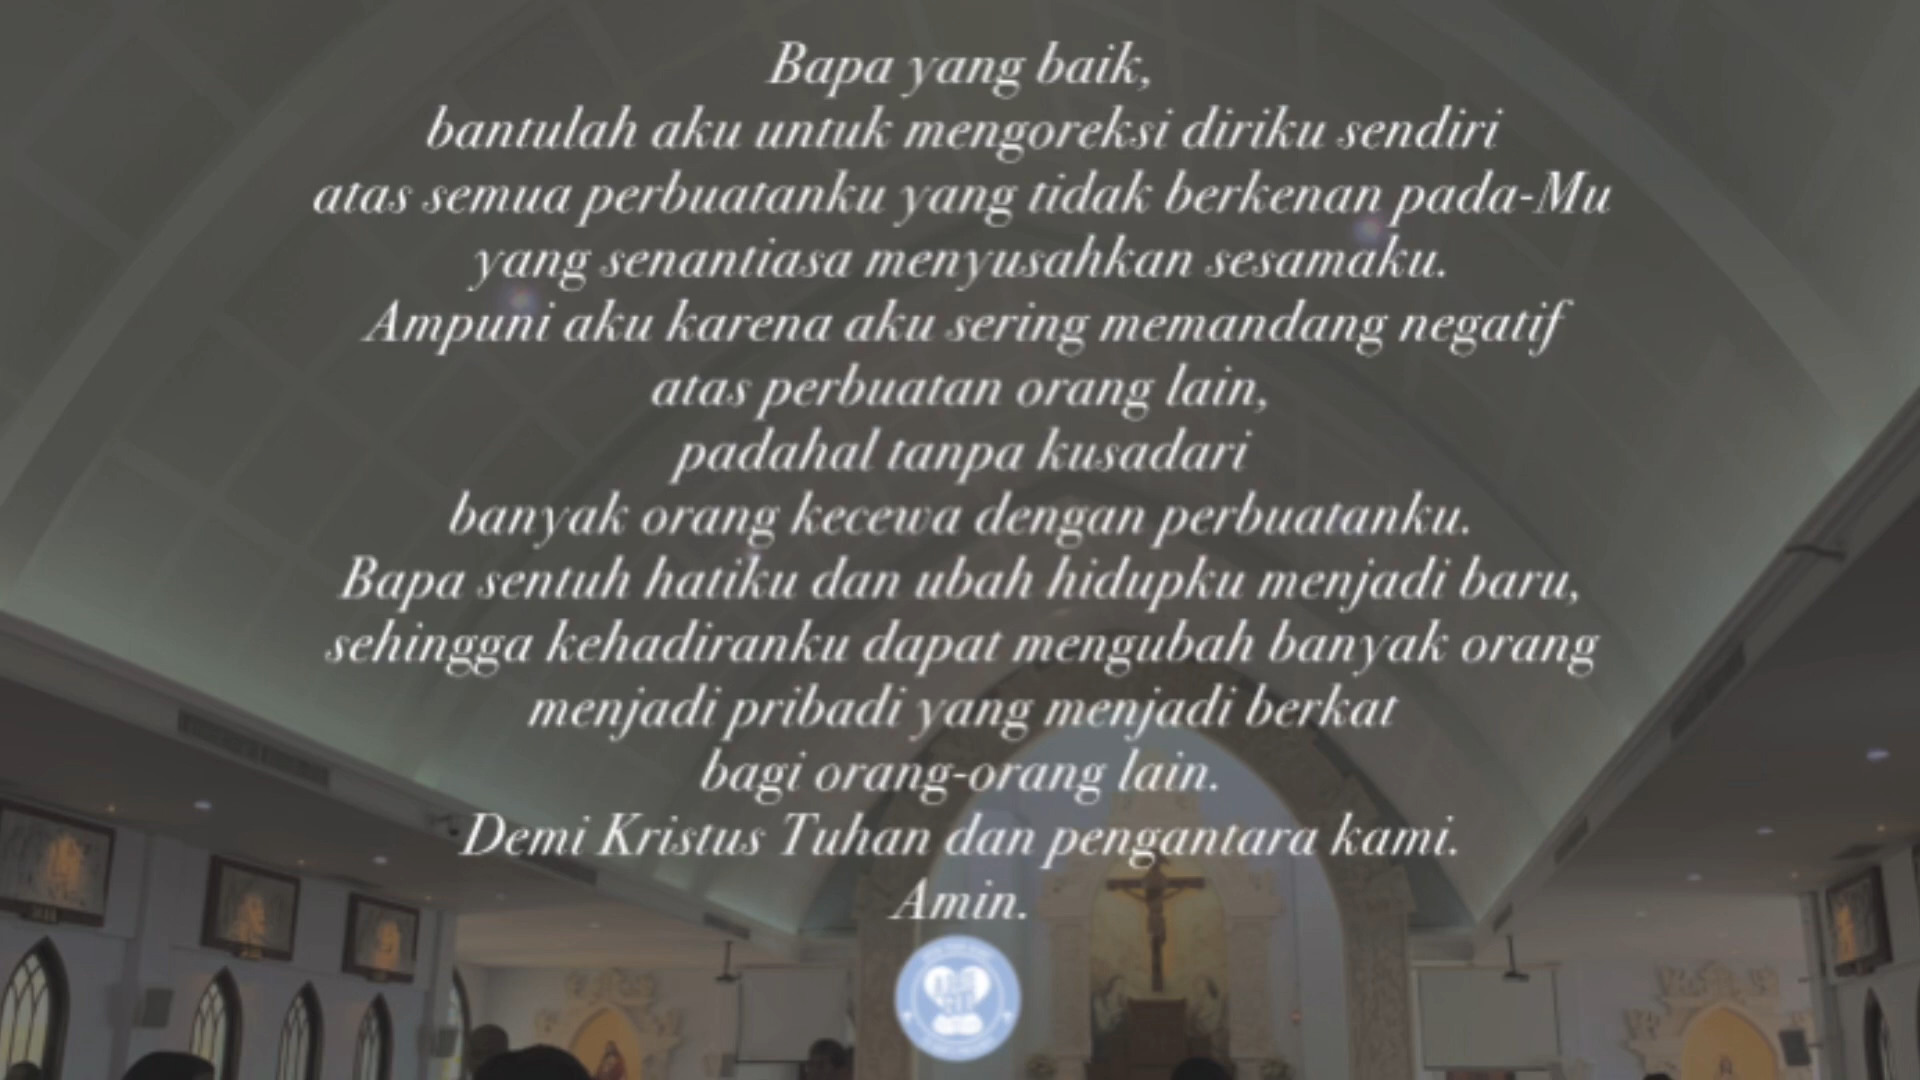 Bapa yang baik,
bantulah aku untuk mengoreksi diriku sendiri
atas semua perbuatanku yang tidak berkenan pada-Mu
yang senantiasa menyusahkan sesamaku.
Ampuni aku karena aku sering memandang negatif
atas perbuatan orang lain,
padahal tanpa kusadari
banyak orang kecewa dengan perbuatanku.
Bapa sentuh hatiku dan ubah hidupku menjadi baru,
sehingga kehadiranku dapat mengubah banyak orang
menjadi pribadi yang menjadi berkat
bagi orang-orang lain.
Demi Kristus Tuhan dan pengantara kami.
Amin.